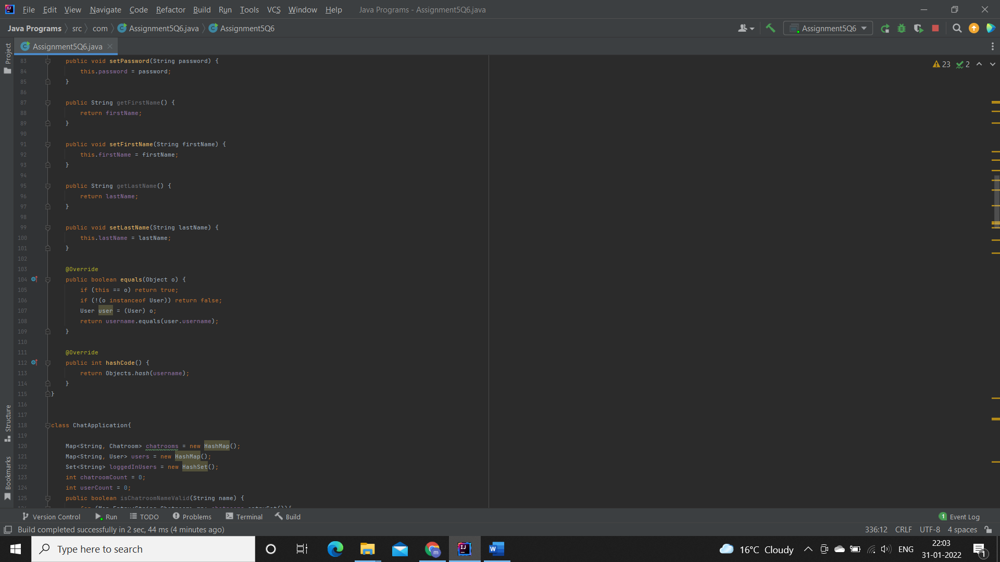 File Edit View Navigate Code Refactor Build Run Tools VCS Window Help Java Programs - Assignment5Q6.java
Java Programs src com Assignment5Q6.java Assignment5Q6 Assignment5Q6
Project
Assignment5Q6.java
23 2
83 public void setPassword(String password) {
84 this.password = password;
85 }
86
87 public String getFirstName() {
88 return firstName;
89 }
90
91 public void setFirstName(String firstName) {
92 this.firstName = firstName;
93 }
94
95 public String getLastName() {
96 return lastName;
97 }
98
99 public void setLastName(String lastName) {
100 this.lastName = lastName;
101 }
102
103 @Override
104 public boolean equals(Object o) {
105 if (this == o) return true;
106 if (!(o instanceof User)) return false;
107 User user = (User) o;
108 return username.equals(user.username);
109 }
110
111 @Override
112 public int hashCode() {
113 return Objects.hash(username);
114 }
115 }
116
117
118 class ChatApplication{
119
120 Map<String, Chatroom> chatrooms = new HashMap();
121 Map<String, User> users = new HashMap();
122 Set<String> loggedInUsers = new HashSet();
123 int chatroomCount = 0;
124 int userCount = 0;
125 public boolean isChatroomNameValid(String name) {
Structure
Bookmarks
Version Control Run TODO Problems Terminal Build 1 Event Log
Build completed successfully in 2 sec, 44 ms (4 minutes ago) 336:12 CRLF UTF-8 4 spaces
Type here to search W m IJ 16°C Cloudy ENG 22:03
31-01-2022 1